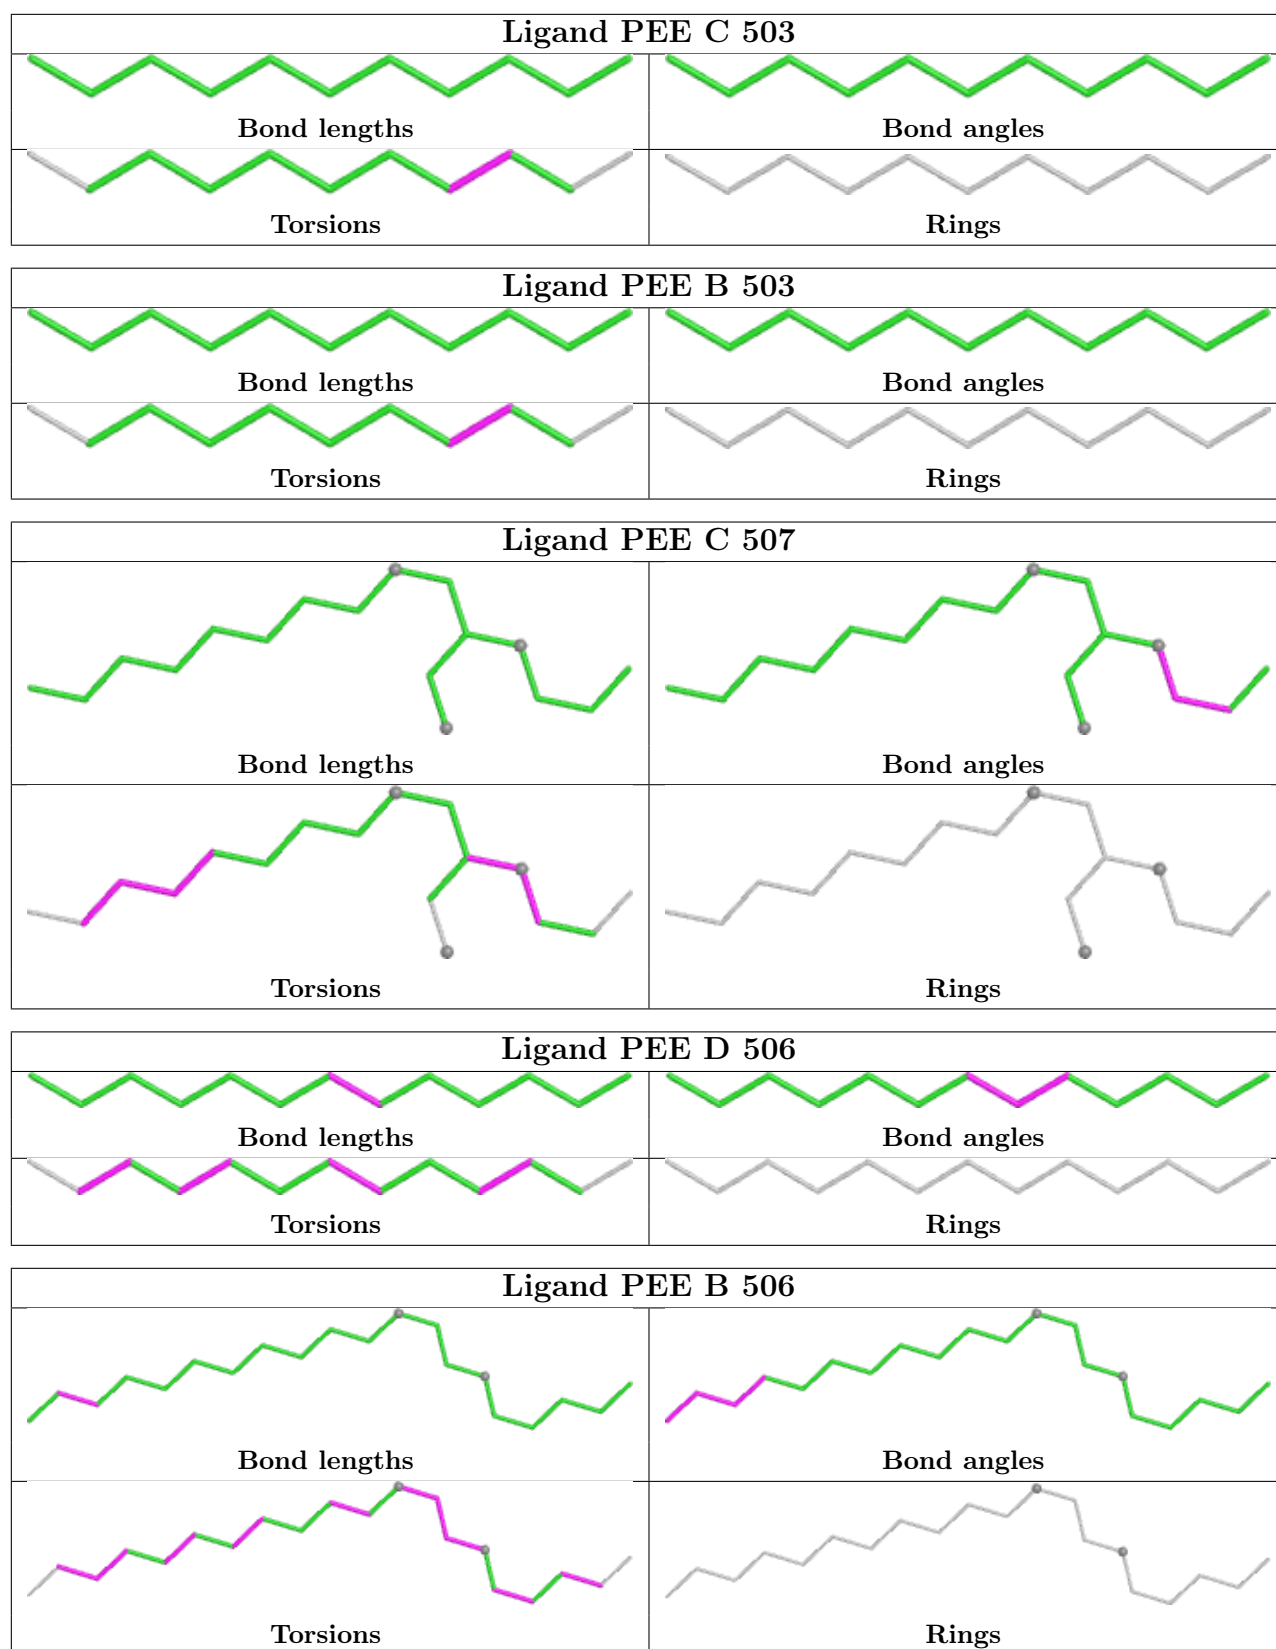 Ligand PEE C 503
Bond lengths
Bond angles
Torsions
Rings
Ligand PEE B 503
Bond lengths
Bond angles
Torsions
Rings
Ligand PEE C 507
Bond lengths
Bond angles
Torsions
Rings
Ligand PEE D 506
Bond lengths
Bond angles
Torsions
Rings
Ligand PEE B 506
Bond lengths
Bond angles
Torsions
Rings